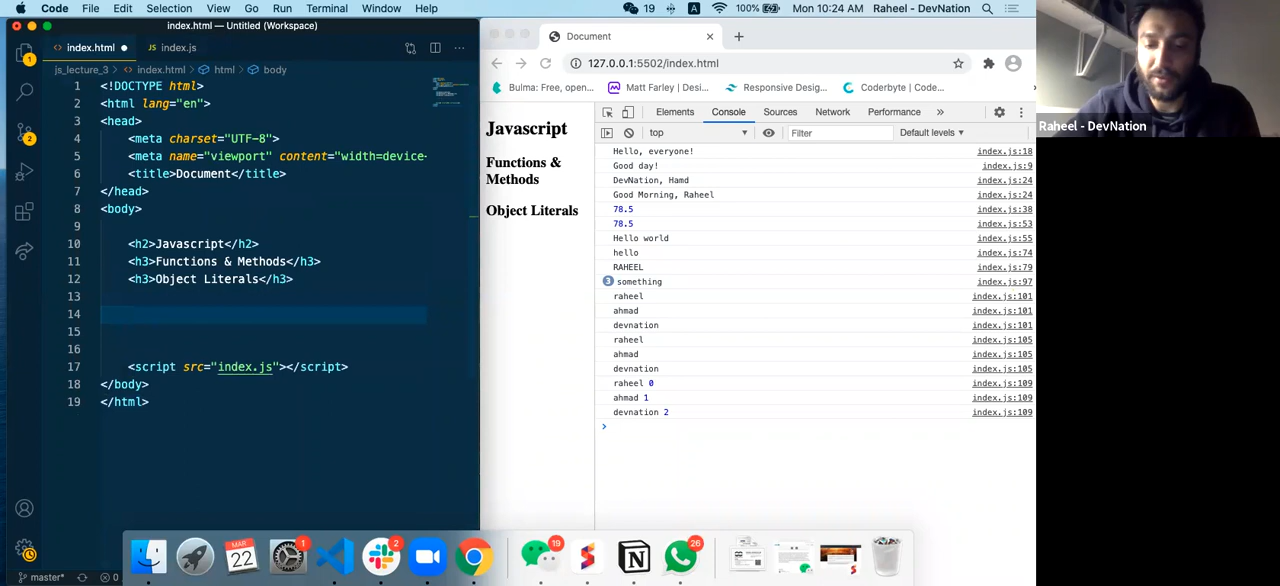 Code File Edit Selection View Go Run Terminal Window Help 19 A 100% Mon 10:24 AM Raheel - DevNation
index.html — Untitled (Workspace)
index.html JS index.js
js_lecture_3 > index.html > html > body
1 <!DOCTYPE html>
2 <html lang="en">
3 <head>
4 <meta charset="UTF-8">
5 <meta name="viewport" content="width=device-
6 <title>Document</title>
7 </head>
8 <body>
9
10 <h2>Javascript</h2>
11 <h3>Functions & Methods</h3>
12 <h3>Object Literals</h3>
13
14
15
16
17 <script src="index.js"></script>
18 </body>
19 </html>
1
2
master* 0
Document
127.0.0.1:5502/index.html
Bulma: Free, open... Matt Farley | Desi... Responsive Desig... Coderbyte | Code...
Javascript
Functions &
Methods
Object Literals
Elements Console Sources Network Performance »
top Filter Default levels
Hello, everyone! index.js:18
Good day! index.js:9
DevNation, Hamd index.js:24
Good Morning, Raheel index.js:24
78.5 index.js:38
78.5 index.js:53
Hello world index.js:55
hello index.js:74
RAHEEL index.js:79
3 something index.js:97
raheel index.js:101
ahmad index.js:101
devnation index.js:101
raheel index.js:105
ahmad index.js:105
devnation index.js:105
raheel 0 index.js:109
ahmad 1 index.js:109
devnation 2 index.js:109
>
Raheel - DevNation
MAR
22
1
2
19
26